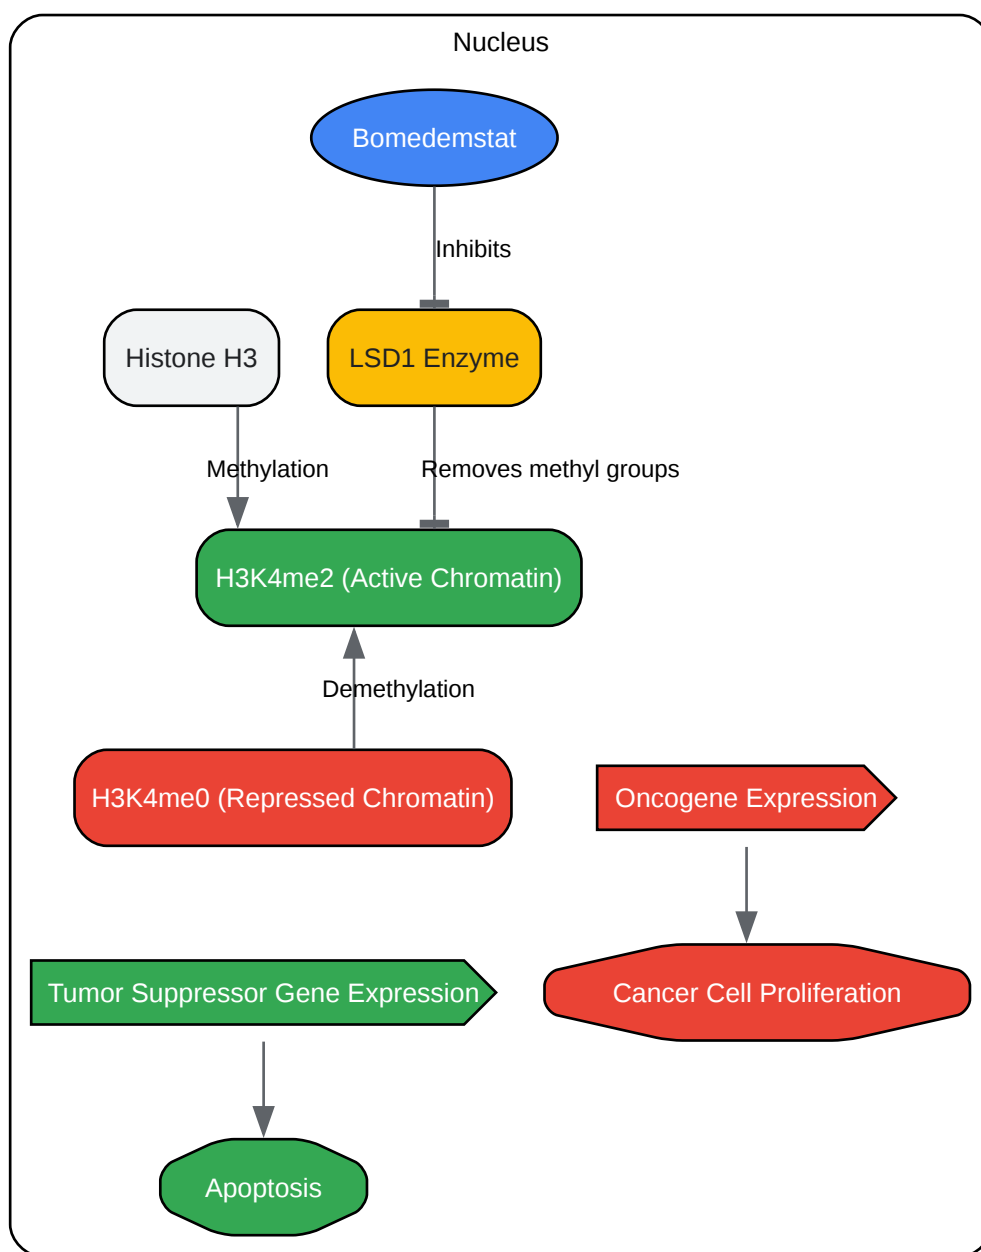 Nucleus
Bomedemstat
Inhibits
Histone H3
LSD1 Enzyme
Methylation
Removes methyl groups
H3K4me2 (Active Chromatin)
Demethylation
H3K4me0 (Repressed Chromatin)
Oncogene Expression
Tumor Suppressor Gene Expression
Cancer Cell Proliferation
Apoptosis